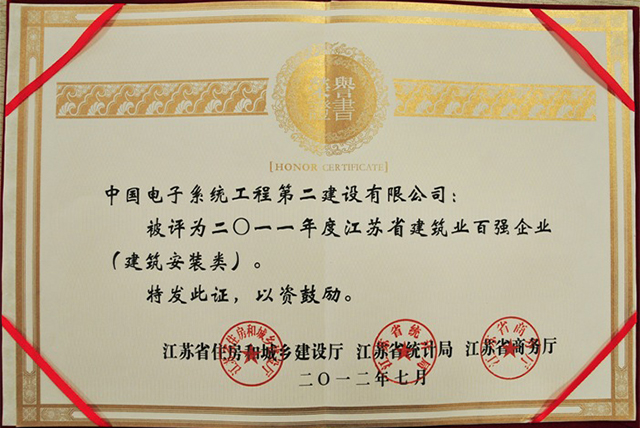 榮譽證書
[HONOR CERTIFICATE]
中国电子系统工程第二建设有限公司：
被评为二〇一一年度江苏省建筑业百强企业
（建筑安装类）。
特发此证，以资鼓励。
江苏省住房和城乡建设厅 江苏省统计局 江苏省商务厅
二〇一二年七月